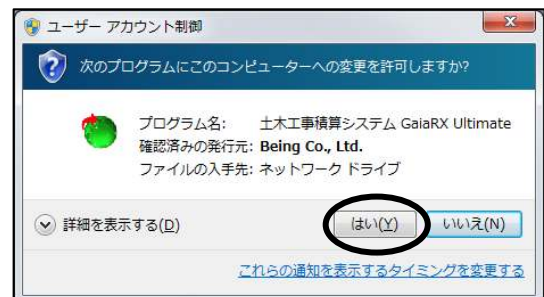 ユーザー アカウント制御
次のプログラムにこのコンピューターへの変更を許可しますか?
プログラム名: 土木工事積算システム GaiaRX Ultimate
確認済みの発行元: Being Co., Ltd.
ファイルの入手先: ネットワーク ドライブ
詳細を表示する(D) はい(Y) いいえ(N)
これらの通知を表示するタイミングを変更する